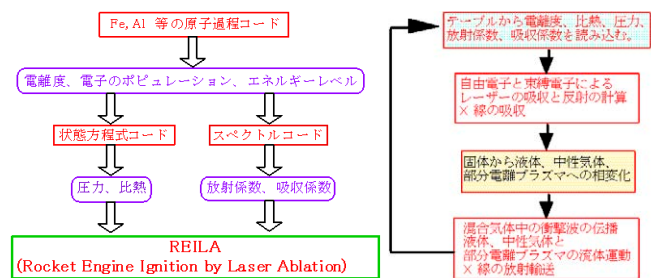 Fe, Al 等の原子過程コード
電離度、電子のポピュレーション、エネルギーレベル
状態方程式コード
スペクトルコード
圧力、比熱
放射係数、吸収係数
REILA
(Rocket Engine Ignition by Laser Ablation)
テーブルから電離度、比熱、圧力、
放射係数、吸収係数を読み込む。
自由電子と束縛電子による
レーザーの吸収と反射の計算
X 線の吸収
固体から液体、中性気体、
部分電離プラズマへの相変化
混合気体中の衝撃波の伝播
液体、中性気体と
部分電離プラズマの流体運動
X 線の放射輸送